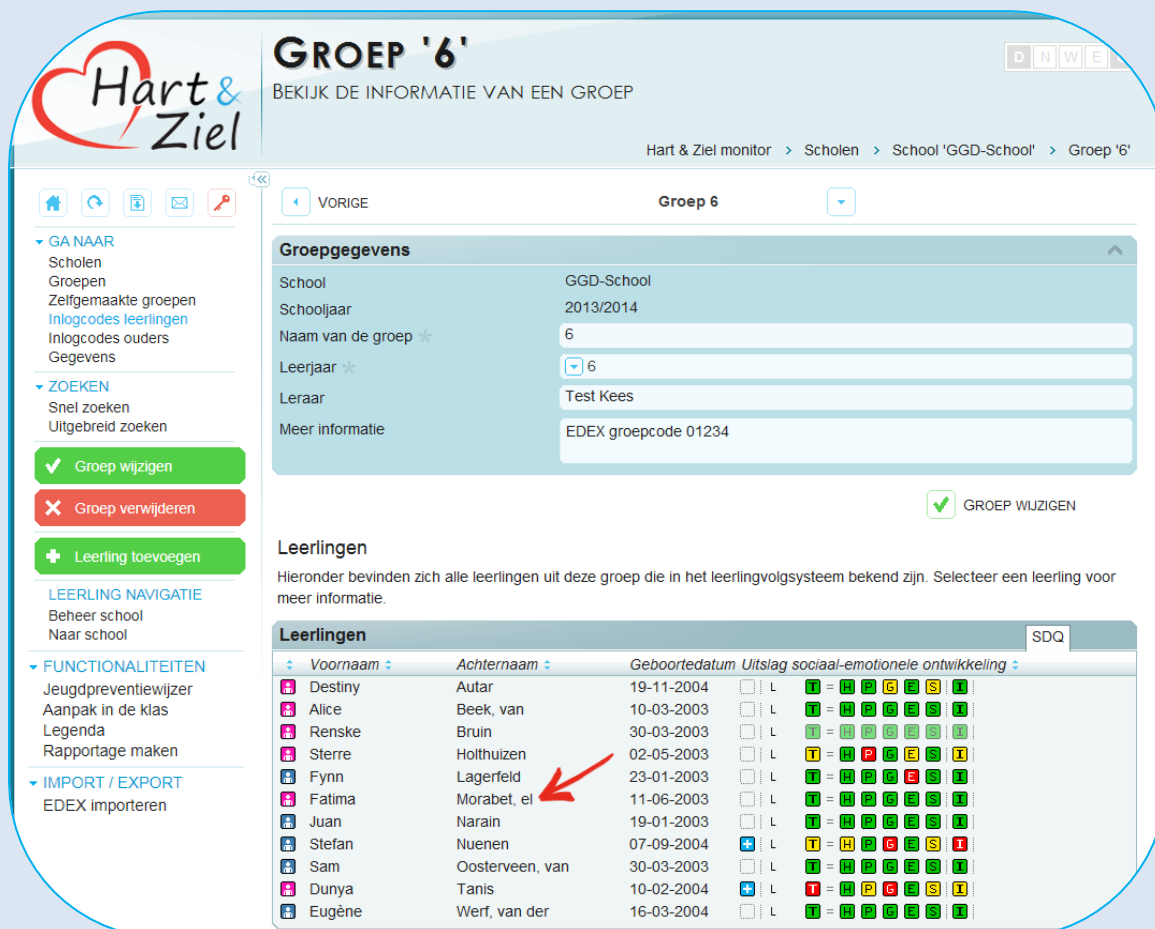 Hart &
Ziel
GROEP '6'
BEKIJK DE INFORMATIE VAN EEN GROEP
D N W E
Hart & Ziel monitor > Scholen > School 'GGD-School' > Groep '6'
VORIGE Groep 6
GA NAAR
Scholen
Groepen
Zelfgemaakte groepen
Inlogcodes leerlingen
Inlogcodes ouders
Gegevens
ZOEKEN
Snel zoeken
Uitgebreid zoeken
Groep wijzigen
Groep verwijderen
Leerling toevoegen
LEERLING NAVIGATIE
Beheer school
Naar school
FUNCTIONALITEITEN
Jeugdpreventiewijzer
Aanpak in de klas
Legenda
Rapportage maken
IMPORT / EXPORT
EDEX importeren
Groepgegevens
School GGD-School
Schooljaar 2013/2014
Naam van de groep * 6
Leerjaar * 6
Leraar Test Kees
Meer informatie EDEX groepcode 01234
GROEP WIJZIGEN
Leerlingen
Hieronder bevinden zich alle leerlingen uit deze groep die in het leerlingvolgsysteem bekend zijn. Selecteer een leerling voor
meer informatie.
Leerlingen SDQ
Voornaam Achternaam Geboortedatum Uitslag sociaal-emotionele ontwikkeling
Destiny Autar 19-11-2004 L T = H P G E S I
Alice Beek, van 10-03-2003 L T = H P G E S I
Renske Bruin 30-03-2003 L T = H P G E S I
Sterre Holthuizen 02-05-2003 L T = H P G E S I
Fynn Lagerfeld 23-01-2003 L T = H P G E S I
Fatima Morabet, el 11-06-2003 L T = H P G E S I
Juan Narain 19-01-2003 L T = H P G E S I
Stefan Nuenen 07-09-2004 + L T = H P G E S I
Sam Oosterveen, van 30-03-2003 L T = H P G E S I
Dunya Tanis 10-02-2004 + L T = H P G E S I
Eugène Werf, van der 16-03-2004 L T = H P G E S I